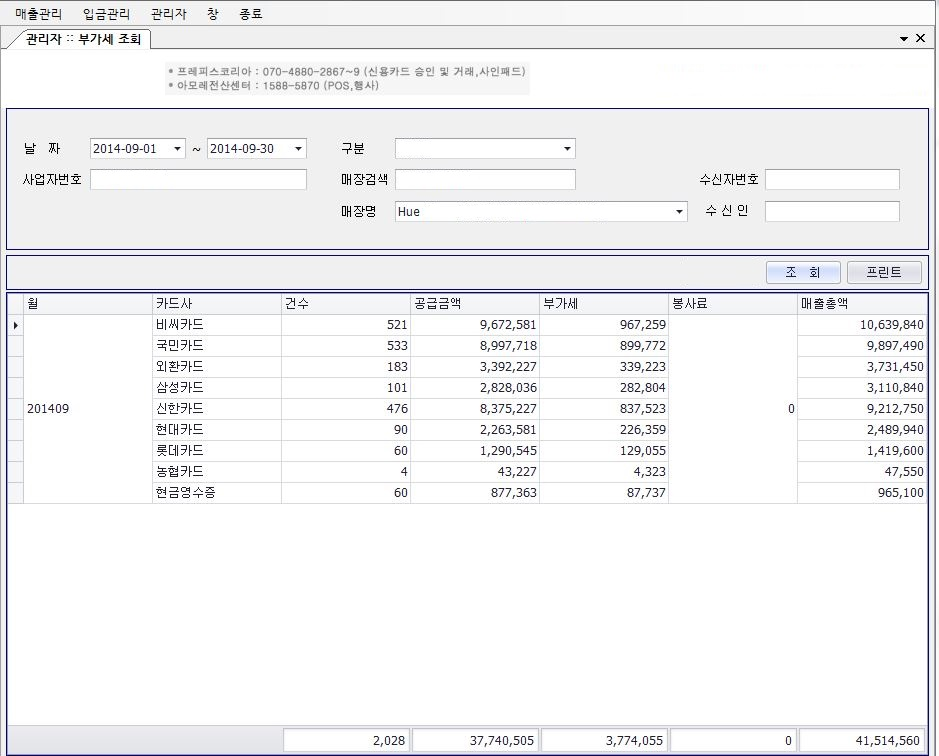 매출관리 입금관리 관리자 창 종료
관리자 :: 부가세 조회
• 프레피스코리아 : 070-4880-2867~9 (신용카드 승인 및 거래,사인패드)
• 아모레전산센터 : 1588-5870 (POS,행사)
날 짜 2014-09-01 ~ 2014-09-30 구분
사업자번호 매장검색 수신자번호
매장명 Hue 수 신 인
조 회 프린트
월 카드사 건수 공급금액 부가세 봉사료 매출총액
비씨카드 521 9,672,581 967,259 10,639,840
국민카드 533 8,997,718 899,772 9,897,490
외환카드 183 3,392,227 339,223 3,731,450
삼성카드 101 2,828,036 282,804 3,110,840
201409 신한카드 476 8,375,227 837,523 0 9,212,750
현대카드 90 2,263,581 226,359 2,489,940
롯데카드 60 1,290,545 129,055 1,419,600
농협카드 4 43,227 4,323 47,550
현금영수증 60 877,363 87,737 965,100
2,028 37,740,505 3,774,055 0 41,514,560